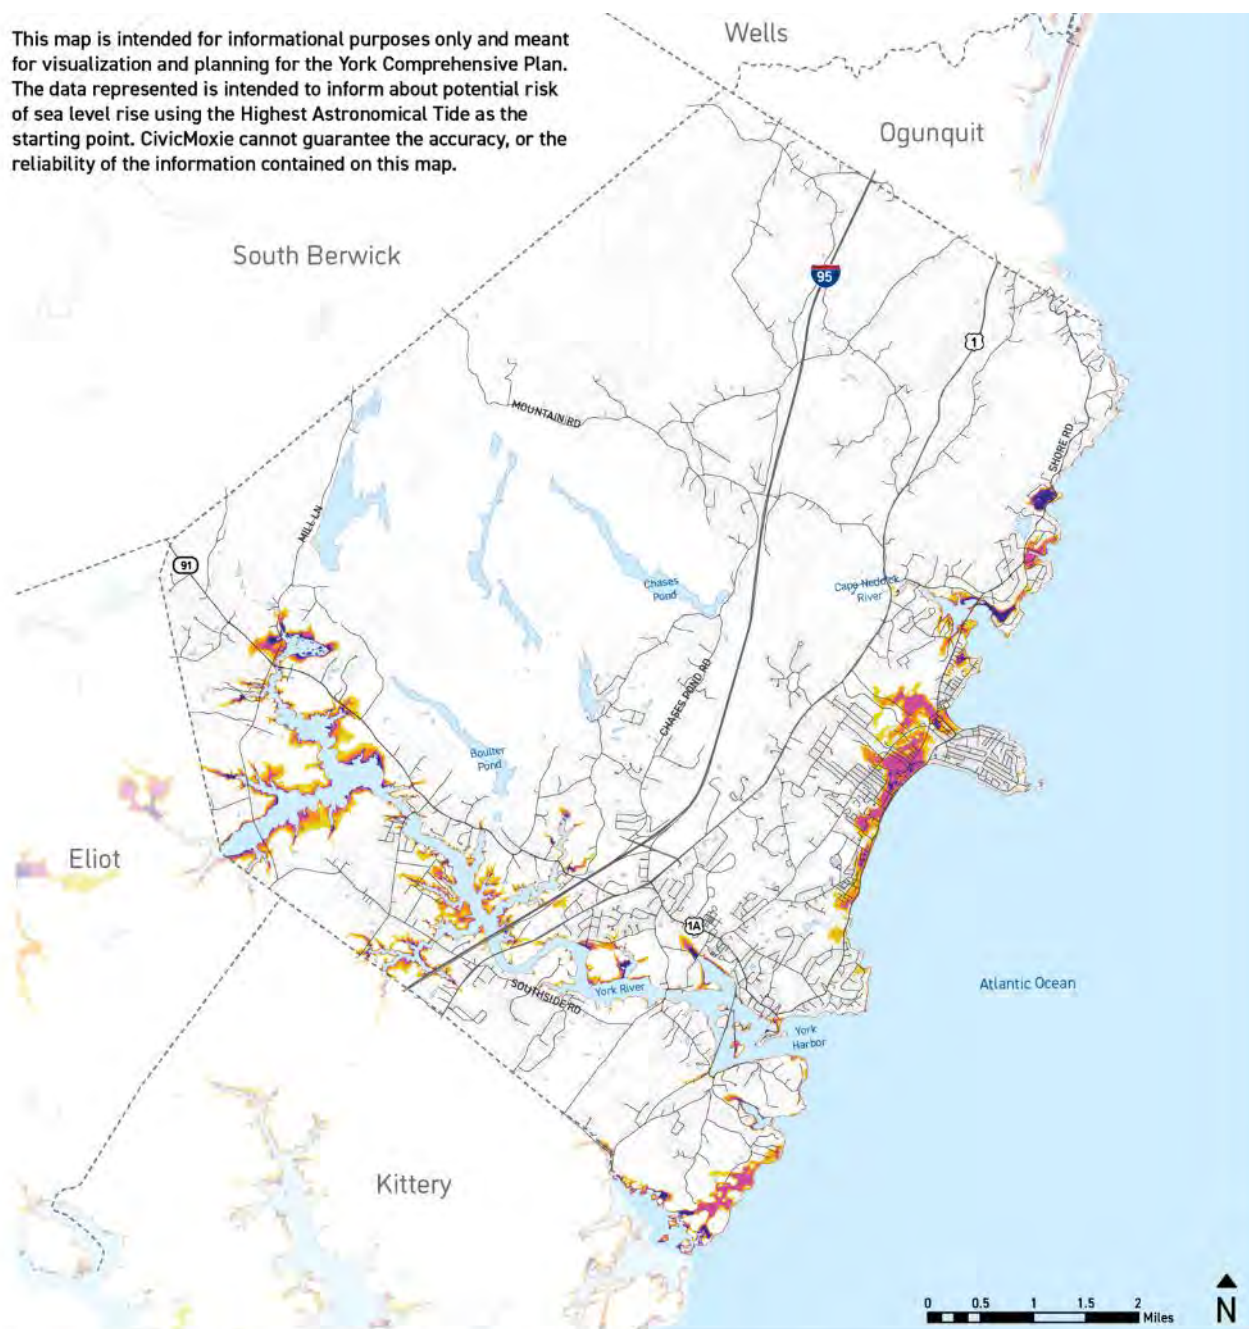 This map is intended for informational purposes only and meant
for visualization and planning for the York Comprehensive Plan.
The data represented is intended to inform about potential risk
of sea level rise using the Highest Astronomical Tide as the
starting point. CivicMoxie cannot guarantee the accuracy, or the
reliability of the information contained on this map.
Wells
Ogunquit
South Berwick
95
1
MOUNTAIN RD
SHORE RD
MILL LN
91
Chases
Pond
Cape Neddick
River
CHASES POND RD
Boulter
Pond
Eliot
1A
Atlantic Ocean
SOUTHSIDE RD
York River
York
Harbor
Kittery
0 0.5 1 1.5 2
Miles
N